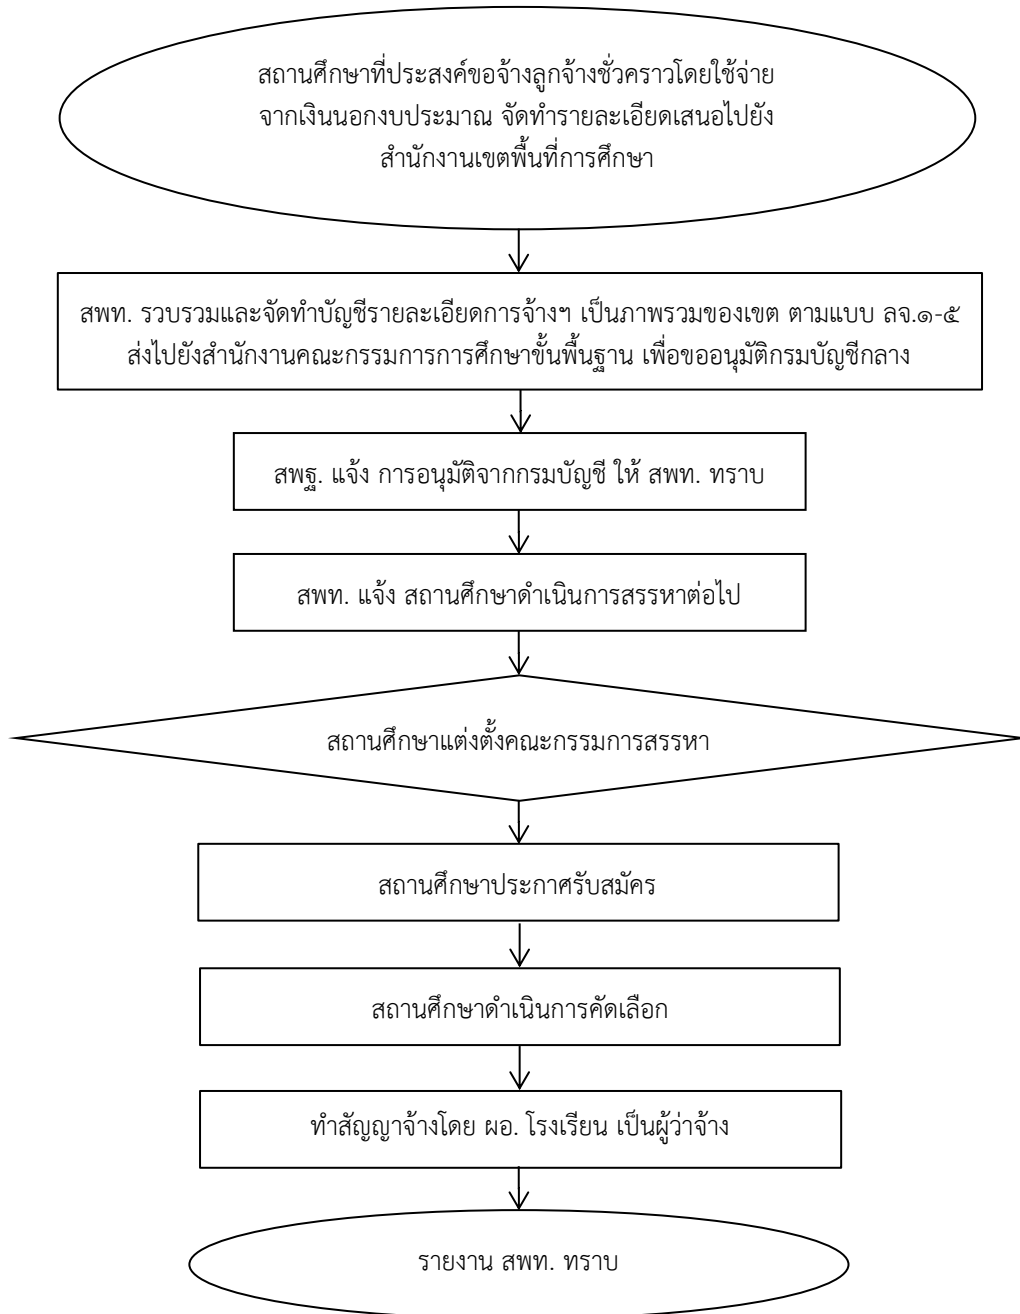 สถานศึกษาที่ประสงค์ขอจ้างลูกจ้างชั่วคราวโดยใช้จ่าย
จากเงินนอกงบประมาณ จัดทำรายละเอียดเสนอไปยัง
สำนักงานเขตพื้นที่การศึกษา
สพท. รวบรวมและจัดทำบัญชีรายละเอียดการจ้างฯ เป็นภาพรวมของเขต ตามแบบ ลจ.๑-๕
ส่งไปยังสำนักงานคณะกรรมการการศึกษาขั้นพื้นฐาน เพื่อขออนุมัติกรมบัญชีกลาง
สพฐ. แจ้ง การอนุมัติจากกรมบัญชี ให้ สพท. ทราบ
สพท. แจ้ง สถานศึกษาดำเนินการสรรหาต่อไป
สถานศึกษาแต่งตั้งคณะกรรมการสรรหา
สถานศึกษาประกาศรับสมัคร
สถานศึกษาดำเนินการคัดเลือก
ทำสัญญาจ้างโดย ผอ. โรงเรียน เป็นผู้ว่าจ้าง
รายงาน สพท. ทราบ